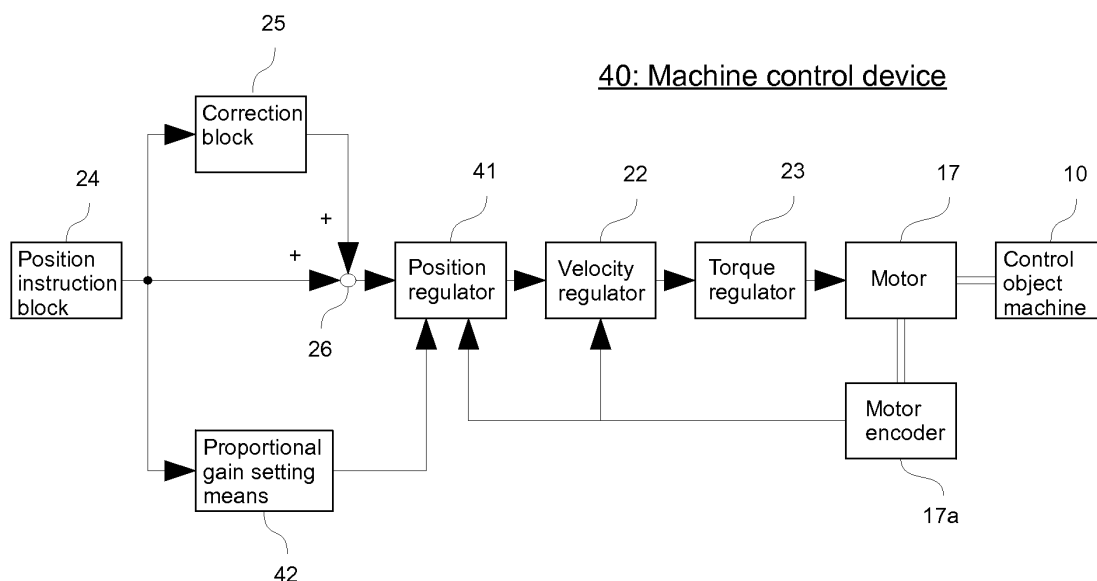 25
40: Machine control device
Correction
block
24
+
41
22
23
17
10
+
Position
instruction
block
Position
regulator
Velocity
regulator
Torque
regulator
Motor
Control
object
machine
26
Motor
encoder
Proportional
gain setting
means
17a
42